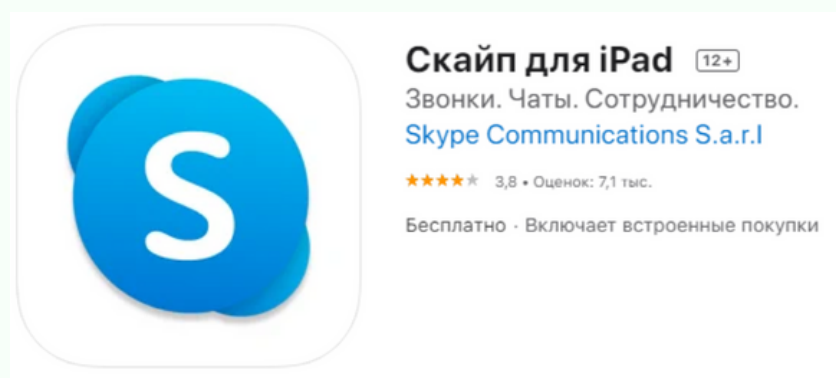 S
Скайп для iPad 12+
Звонки. Чаты. Сотрудничество.
Skype Communications S.a.r.l
3,8 • Оценок: 7,1 тыс.
Бесплатно · Включает встроенные покупки